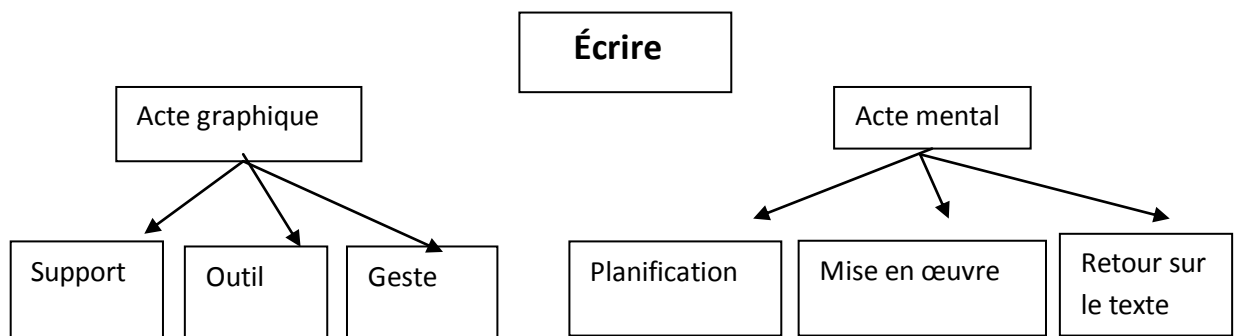 Écrire
Acte graphique
Acte mental
Support
Outil
Geste
Planification
Mise en œuvre
Retour sur
le texte